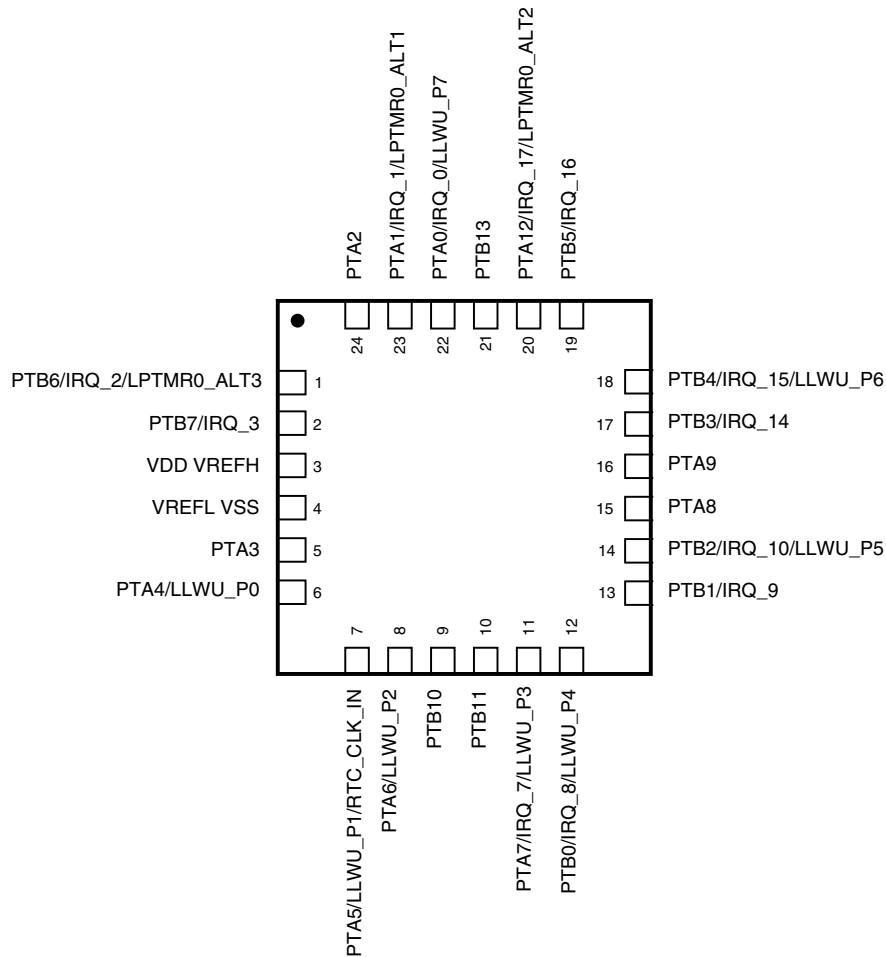 PTA2
PTA1/IRQ_1/LPTMR0_ALT1
PTA0/IRQ_0/LLWU_P7
PTB13
PTA12/IRQ_17/LPTMR0_ALT2
PTB5/IRQ_16
24
23
22
21
20
19
PTB6/IRQ_2/LPTMR0_ALT3 1
PTB7/IRQ_3 2
VDD VREFH 3
VREFL VSS 4
PTA3 5
PTA4/LLWU_P0 6
18 PTB4/IRQ_15/LLWU_P6
17 PTB3/IRQ_14
16 PTA9
15 PTA8
14 PTB2/IRQ_10/LLWU_P5
13 PTB1/IRQ_9
7
8
9
10
11
12
PTA5/LLWU_P1/RTC_CLK_IN
PTA6/LLWU_P2
PTB10
PTB11
PTA7/IRQ_7/LLWU_P3
PTB0/IRQ_8/LLWU_P4